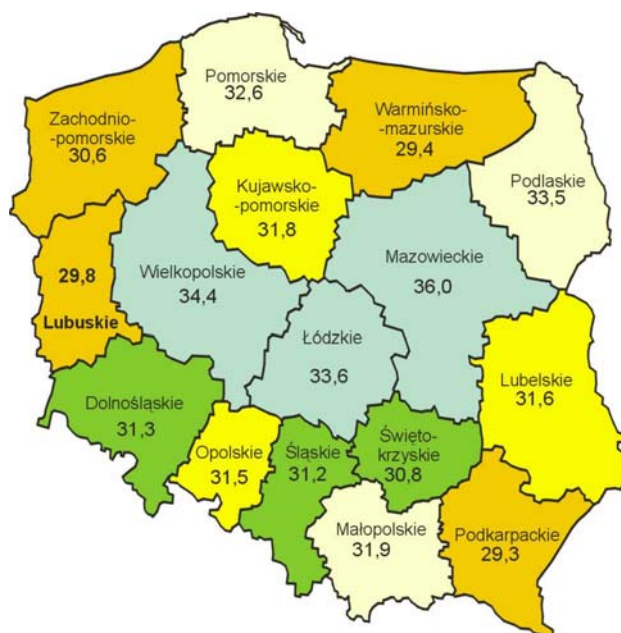 Pomorskie
32,6
Zachodnio-
-pomorskie
30,6
Warmińsko-
-mazurskie
29,4
Podlaskie
33,5
Kujawsko-
-pomorskie
31,8
29,8
Lubuskie
Wielkopolskie
34,4
Mazowieckie
36,0
Łódzkie
33,6
Lubelskie
31,6
Dolnośląskie
31,3
Opolskie
31,5
Śląskie
31,2
Święto-
krzyskie
30,8
Małopolskie
31,9
Podkarpackie
29,3